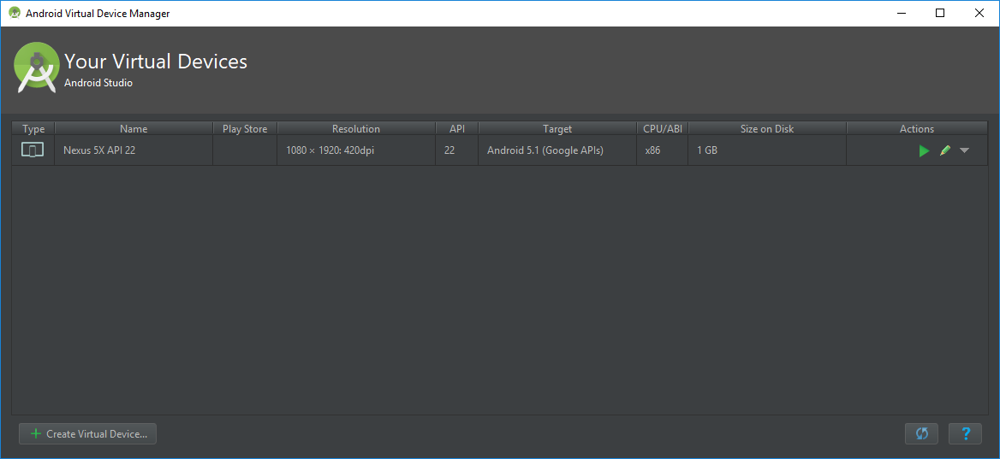 Android Virtual Device Manager
Your Virtual Devices
Android Studio
Type Name Play Store Resolution API Target CPU/ABI Size on Disk Actions
Nexus 5X API 22 1080 × 1920: 420dpi 22 Android 5.1 (Google APIs) x86 1 GB
+ Create Virtual Device... ?